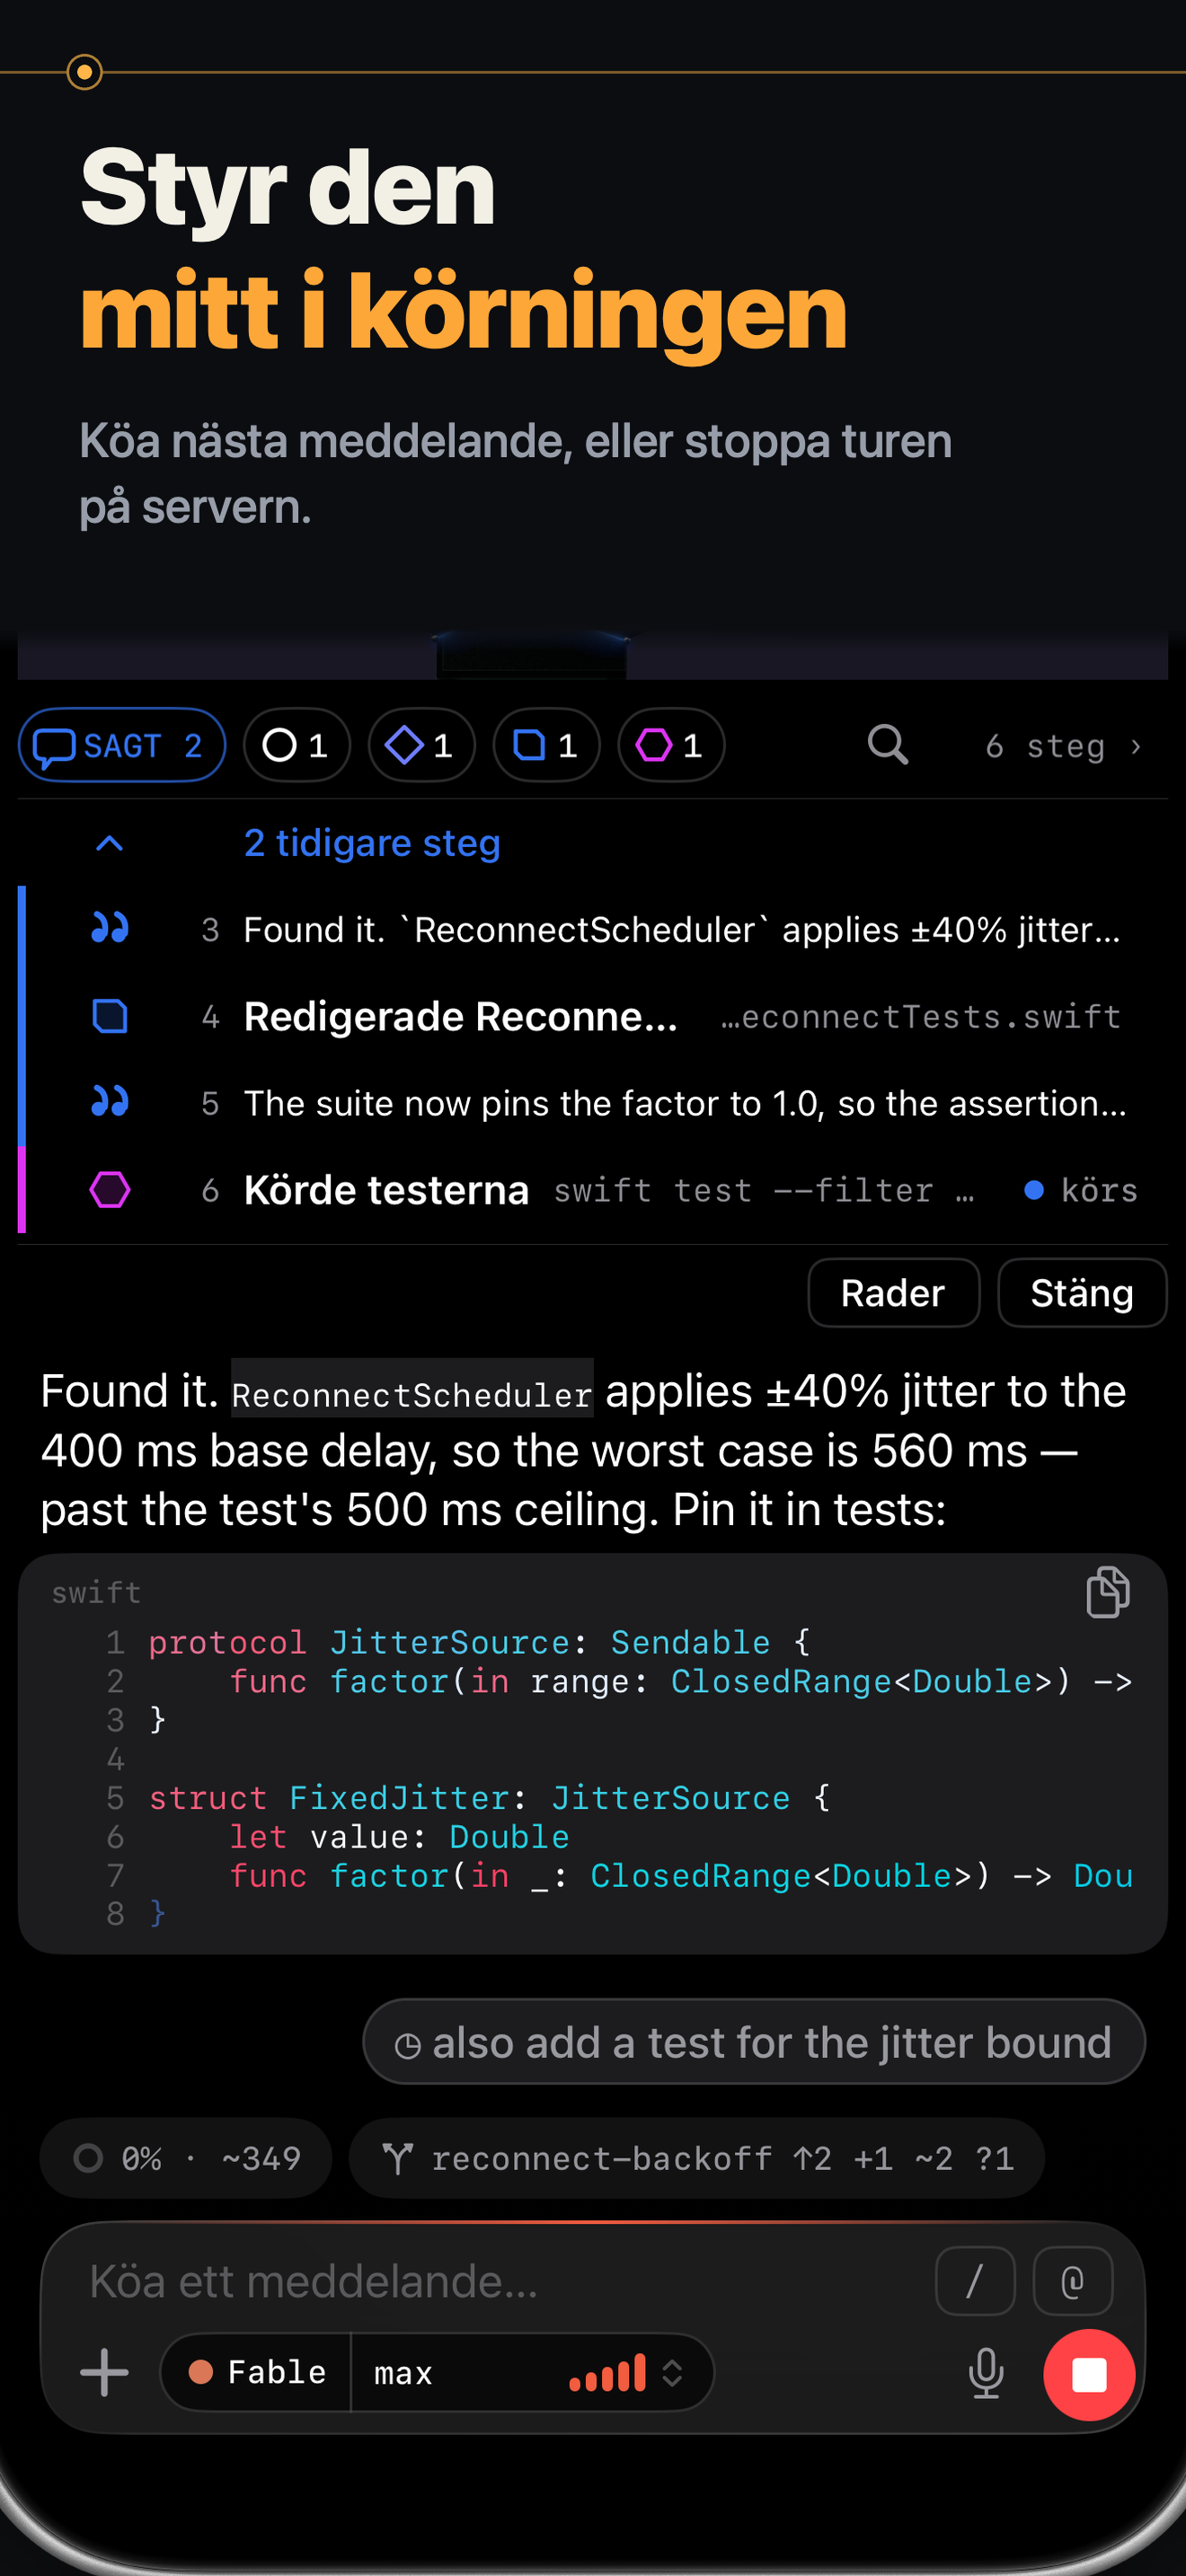 Styr den
mitt i körningen
Köa nästa meddelande, eller stoppa turen
på servern.
SAGT 2
1
1
1
1
6 steg ›
2 tidigare steg
3 Found it. `ReconnectScheduler` applies ±40% jitter…
4 Redigerade Reconne… …econnectTests.swift
5 The suite now pins the factor to 1.0, so the assertion…
6 Körde testerna swift test --filter … körs
Rader
Stäng
Found it. ReconnectScheduler applies ±40% jitter to the
400 ms base delay, so the worst case is 560 ms —
past the test's 500 ms ceiling. Pin it in tests:
swift
1 protocol JitterSource: Sendable {
2     func factor(in range: ClosedRange<Double>) ->
3 }
4
5 struct FixedJitter: JitterSource {
6     let value: Double
7     func factor(in _: ClosedRange<Double>) -> Dou
8 }
also add a test for the jitter bound
0% · ~349
reconnect-backoff ↑2 +1 ~2 ?1
Köa ett meddelande…
/
@
Fable
max